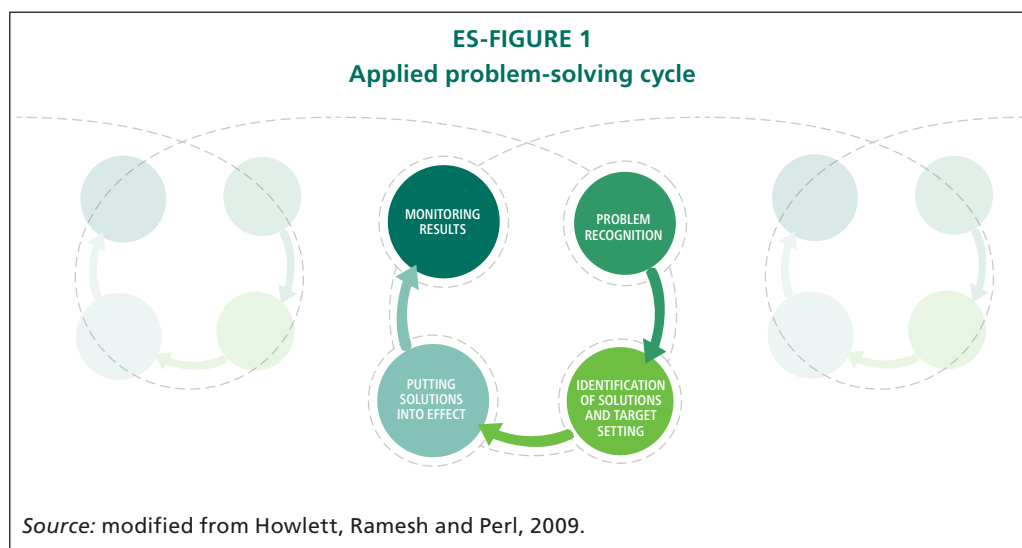 ES-FIGURE 1
Applied problem-solving cycle
MONITORING
RESULTS
PROBLEM
RECOGNITION
PUTTING
SOLUTIONS
INTO EFFECT
IDENTIFICATION
OF SOLUTIONS
AND TARGET
SETTING
Source: modified from Howlett, Ramesh and Perl, 2009.